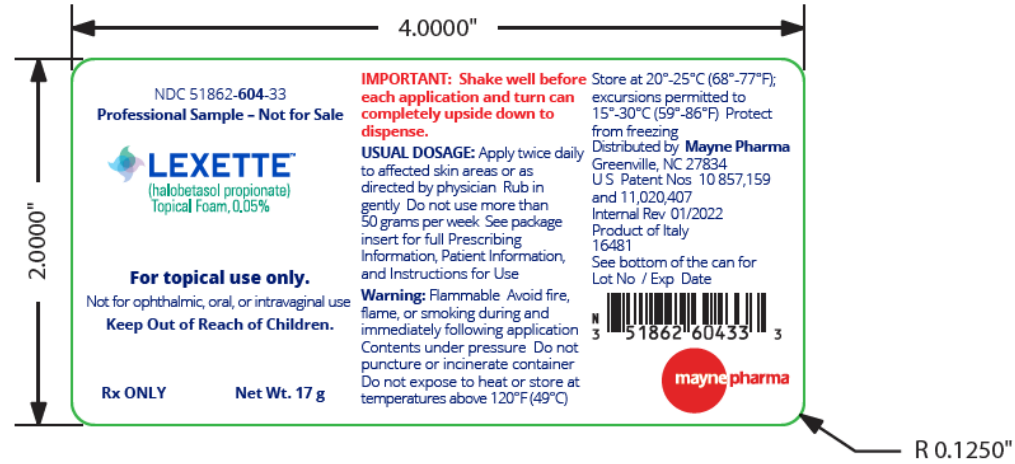 4.0000"
2.0000"
NDC 51862-604-33
Professional Sample – Not for Sale
LEXETTE™
(halobetasol propionate)
Topical Foam, 0.05%
For topical use only.
Not for ophthalmic, oral, or intravaginal use
Keep Out of Reach of Children.
Rx ONLY Net Wt. 17 g
IMPORTANT: Shake well before
each application and turn can
completely upside down to
dispense.
USUAL DOSAGE: Apply twice daily
to affected skin areas or as
directed by physician Rub in
gently Do not use more than
50 grams per week See package
insert for full Prescribing
Information, Patient Information,
and Instructions for Use
Warning: Flammable Avoid fire,
flame, or smoking during and
immediately following application
Contents under pressure Do not
puncture or incinerate container
Do not expose to heat or store at
temperatures above 120°F (49°C)
Store at 20°-25°C (68°-77°F);
excursions permitted to
15°-30°C (59°-86°F) Protect
from freezing
Distributed by Mayne Pharma
Greenville, NC 27834
U S Patent Nos 10 857,159
and 11,020,407
Internal Rev 01/2022
Product of Italy
16481
See bottom of the can for
Lot No / Exp Date
N
3 51862 60433 3
mayne pharma
R 0.1250"